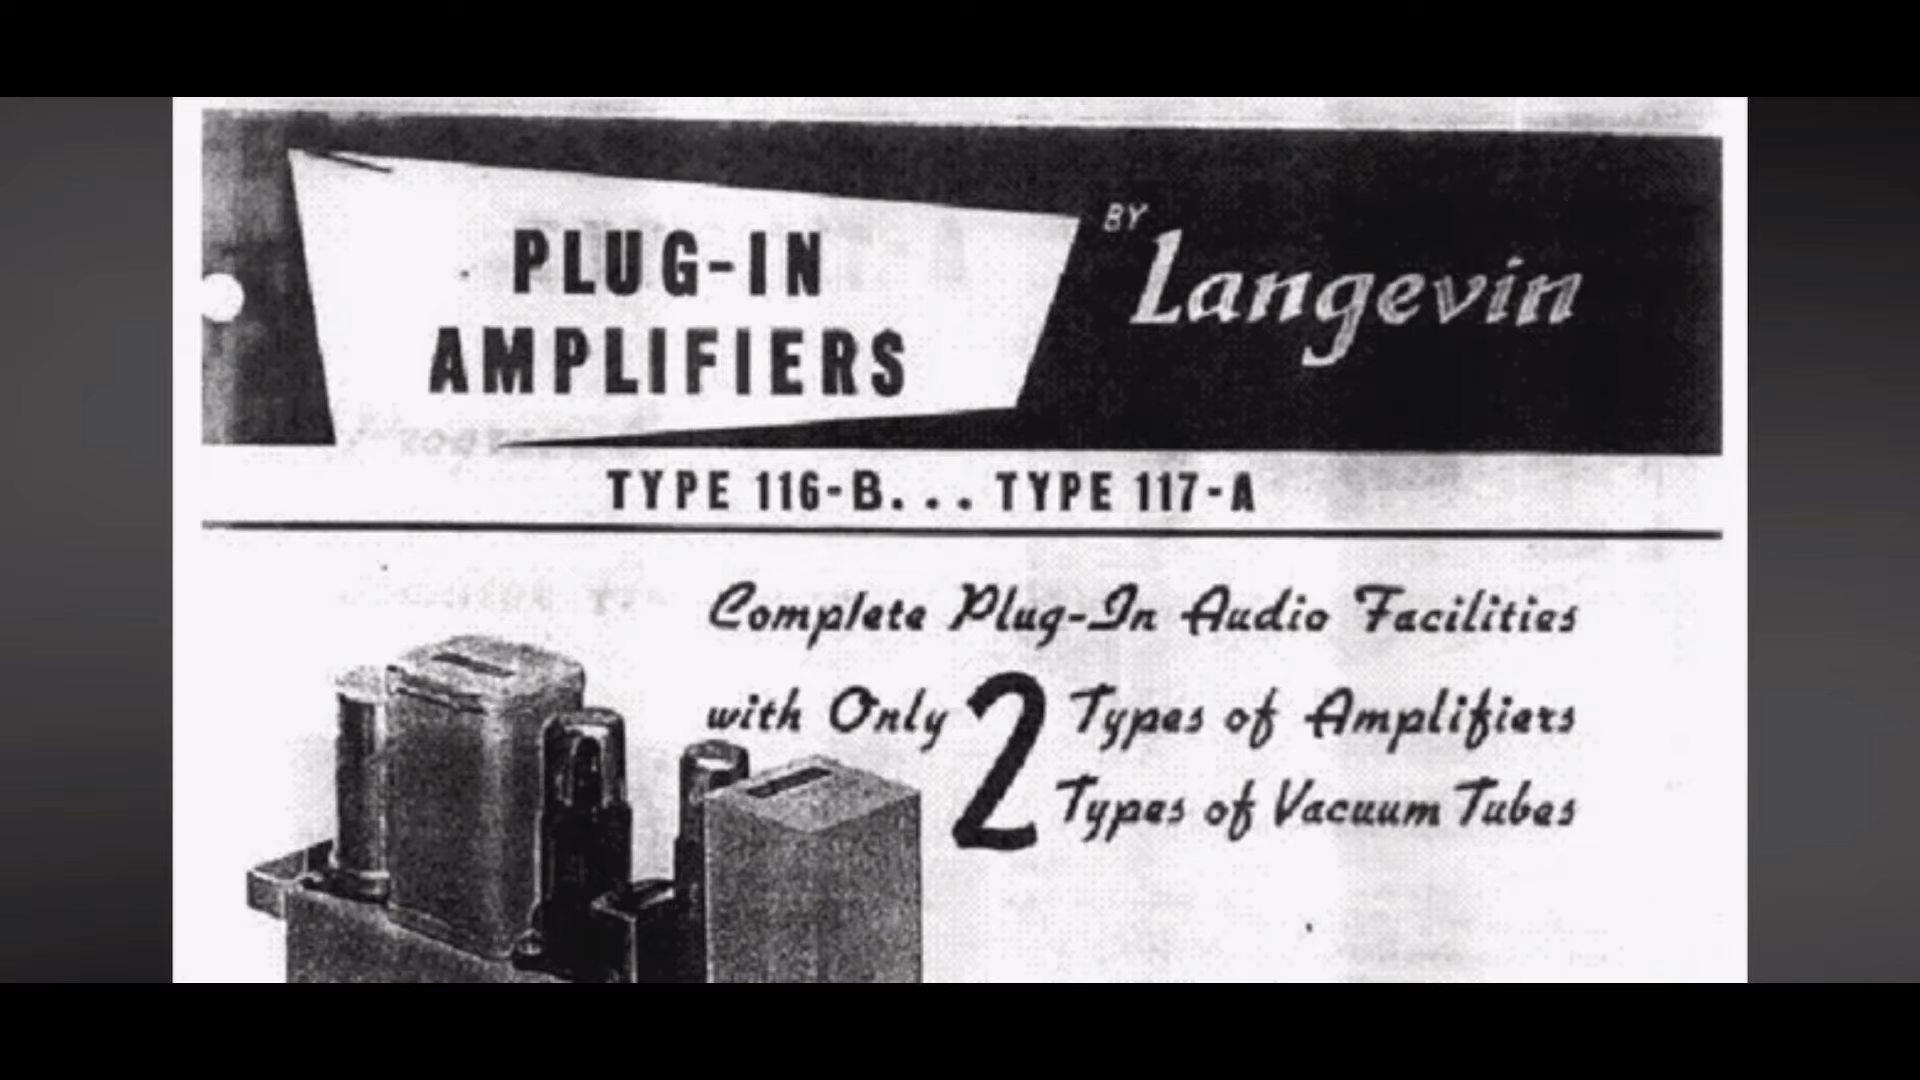 PLUG-IN
AMPLIFIERS
BY
Langevin
TYPE 116-B... TYPE 117-A
Complete Plug-In Audio Facilities
with Only 2 Types of Amplifiers
Types of Vacuum Tubes